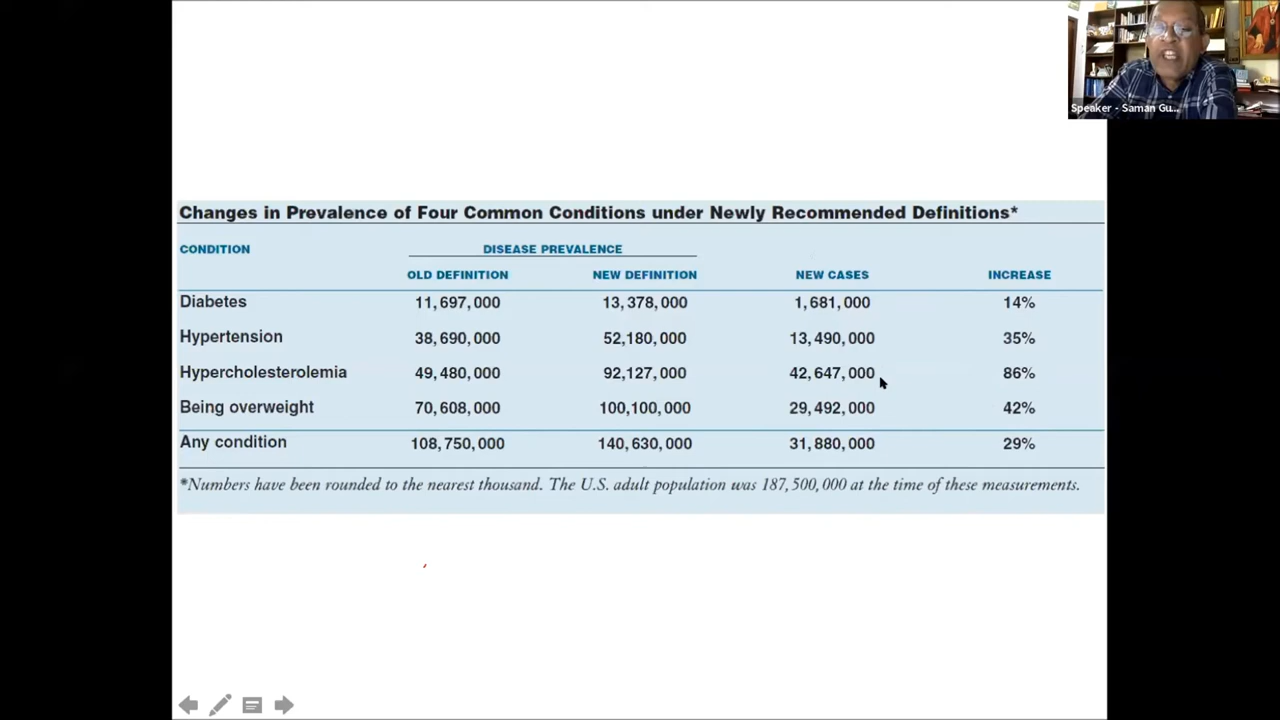 Speaker - Saman Gu...
Changes in Prevalence of Four Common Conditions under Newly Recommended Definitions*
CONDITION DISEASE PREVALENCE
OLD DEFINITION NEW DEFINITION NEW CASES INCREASE
Diabetes 11,697,000 13,378,000 1,681,000 14%
Hypertension 38,690,000 52,180,000 13,490,000 35%
Hypercholesterolemia 49,480,000 92,127,000 42,647,000 86%
Being overweight 70,608,000 100,100,000 29,492,000 42%
Any condition 108,750,000 140,630,000 31,880,000 29%
*Numbers have been rounded to the nearest thousand. The U.S. adult population was 187,500,000 at the time of these measurements.